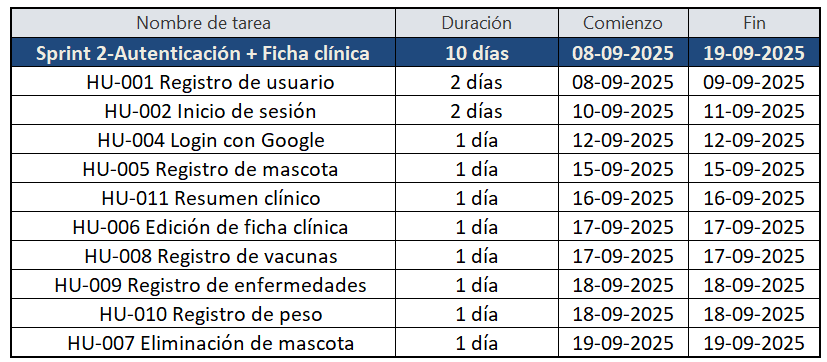 Nombre de tarea Duración Comienzo Fin
Sprint 2-Autenticación + Ficha clínica 10 días 08-09-2025 19-09-2025
HU-001 Registro de usuario 2 días 08-09-2025 09-09-2025
HU-002 Inicio de sesión 2 días 10-09-2025 11-09-2025
HU-004 Login con Google 1 día 12-09-2025 12-09-2025
HU-005 Registro de mascota 1 día 15-09-2025 15-09-2025
HU-011 Resumen clínico 1 día 16-09-2025 16-09-2025
HU-006 Edición de ficha clínica 1 día 17-09-2025 17-09-2025
HU-008 Registro de vacunas 1 día 17-09-2025 17-09-2025
HU-009 Registro de enfermedades 1 día 18-09-2025 18-09-2025
HU-010 Registro de peso 1 día 18-09-2025 18-09-2025
HU-007 Eliminación de mascota 1 día 19-09-2025 19-09-2025